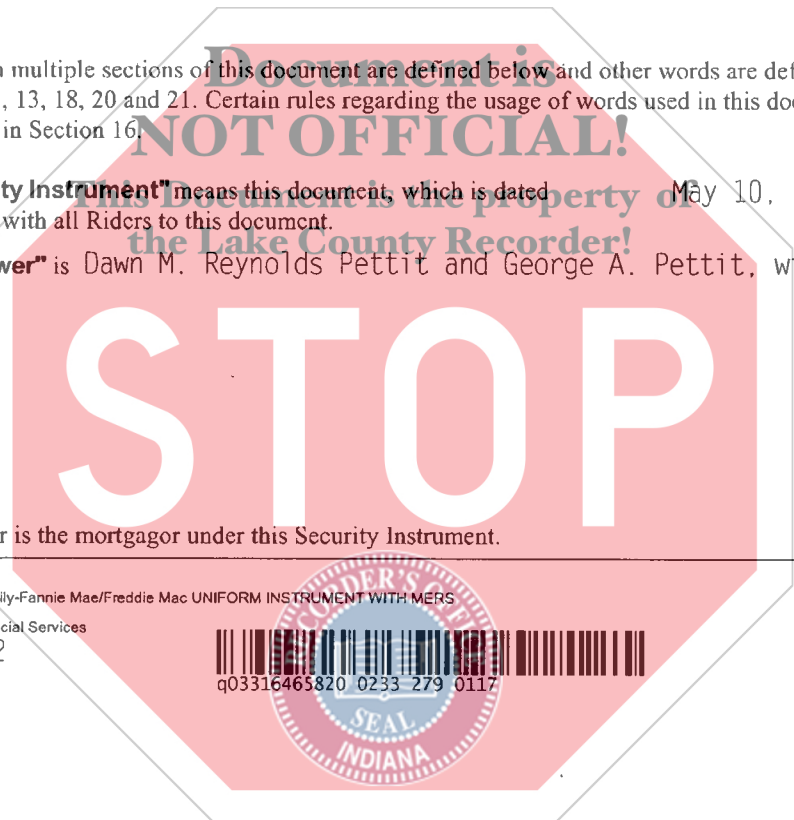 Document is
n multiple sections of this document are defined below and other words are def
, 13, 18, 20 and 21. Certain rules regarding the usage of words used in this doc
in Section 16.
NOT OFFICIAL!
ty Instrument" means this document, which is dated May 10,
This Document is the property of
with all Riders to this document.
the Lake County Recorder!
wer" is Dawn M. Reynolds Pettit and George A. Pettit, w
STOP
r is the mortgagor under this Security Instrument.
ily-Fannie Mae/Freddie Mac UNIFORM INSTRUMENT WITH MERS
cial Services
2
q03316465820 0233 279 0117
RECORDER'S OFFICE
SEAL
INDIANA